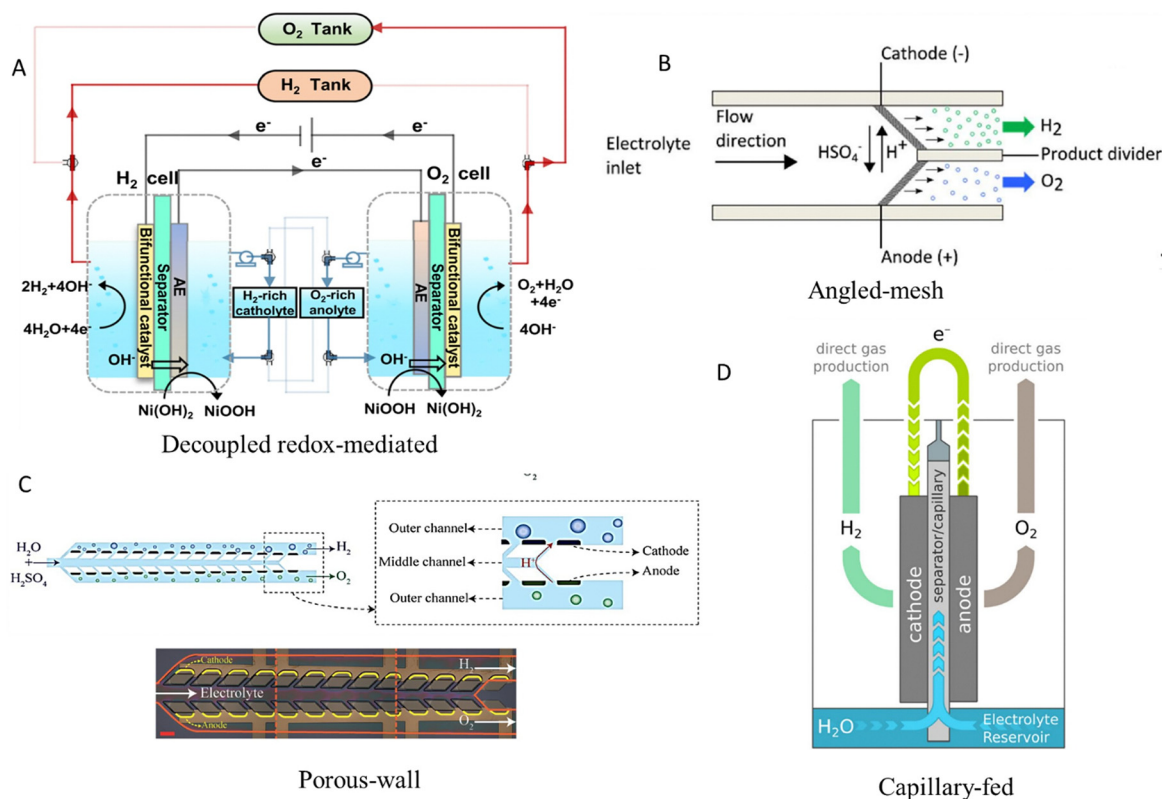 A
O₂ Tank
H₂ Tank
e⁻
e⁻
e⁻
H₂ cell
O₂ cell
Bifunctional catalyst
Separator
AE
AE
Separator
Bifunctional catalyst
2H₂+4OH⁻
4H₂O+4e⁻
OH⁻
Ni(OH)₂
NiOOH
H₂-rich
catholyte
O₂-rich
anolyte
OH⁻
NiOOH
Ni(OH)₂
O₂+H₂O
+4e⁻
4OH⁻
Decoupled redox-mediated
B
Cathode (-)
Electrolyte
inlet
Flow
direction
HSO₄⁻
H⁺
H₂
Product divider
O₂
Anode (+)
Angled-mesh
C
H₂O
+
H₂SO₄
H₂
O₂
Outer channel
Middle channel
Outer channel
H⁺
Cathode
Anode
Cathode
H₂
Electrolyte
O₂
Anode
Porous-wall
D
e⁻
direct gas
production
direct gas
production
H₂
O₂
cathode
separator/capillary
anode
H₂O
Electrolyte
Reservoir
Capillary-fed